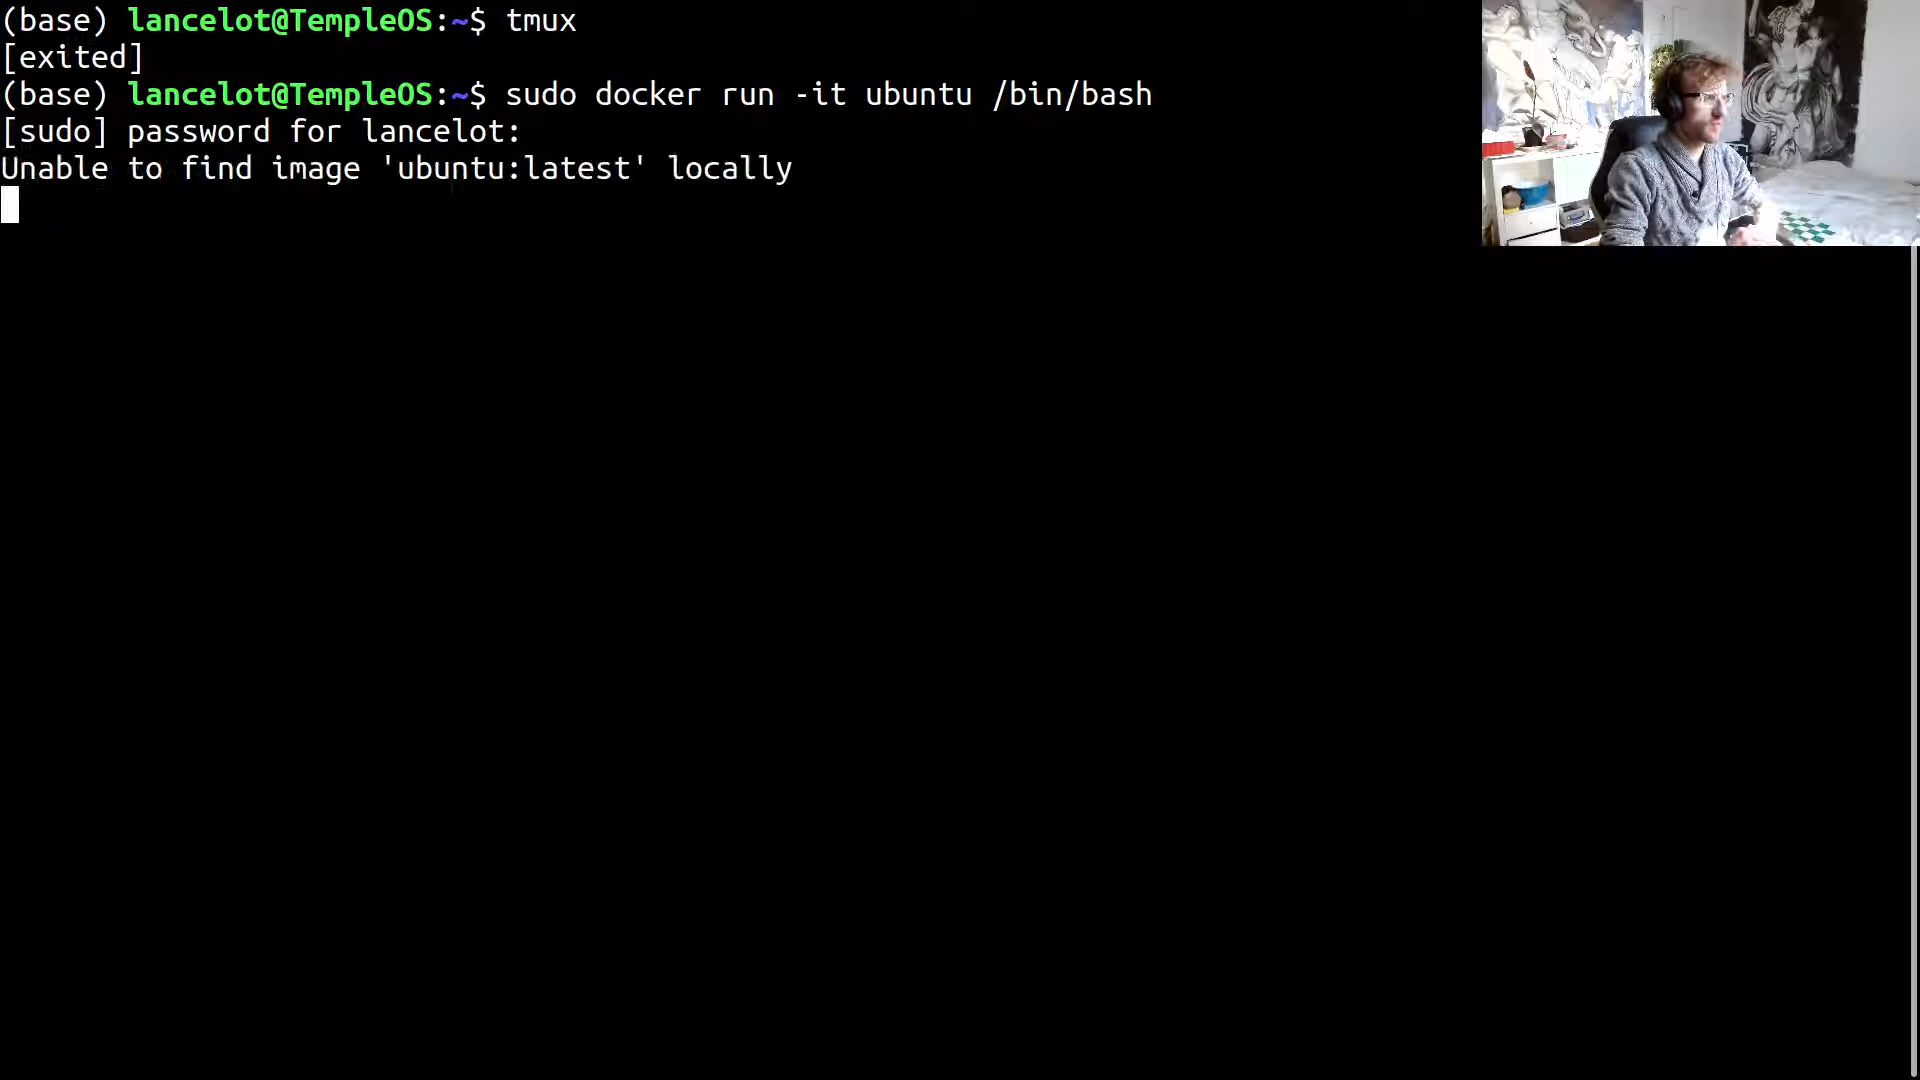 (base) lancelot@TempleOS:~$ tmux
[exited]
(base) lancelot@TempleOS:~$ sudo docker run -it ubuntu /bin/bash
[sudo] password for lancelot:
Unable to find image 'ubuntu:latest' locally